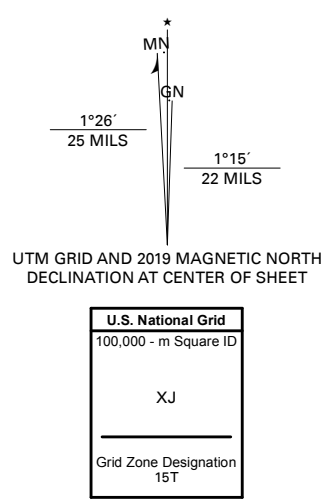 ★
MN
GN
1°26´
25 MILS
1°15´
22 MILS
UTM GRID AND 2019 MAGNETIC NORTH
DECLINATION AT CENTER OF SHEET
U.S. National Grid
100,000 - m Square ID
XJ
Grid Zone Designation
15T